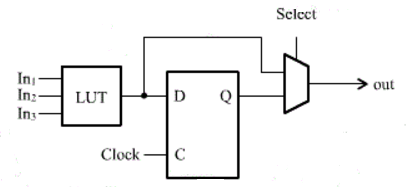 Select
In1
In2
In3
LUT
D
Q
out
Clock
C